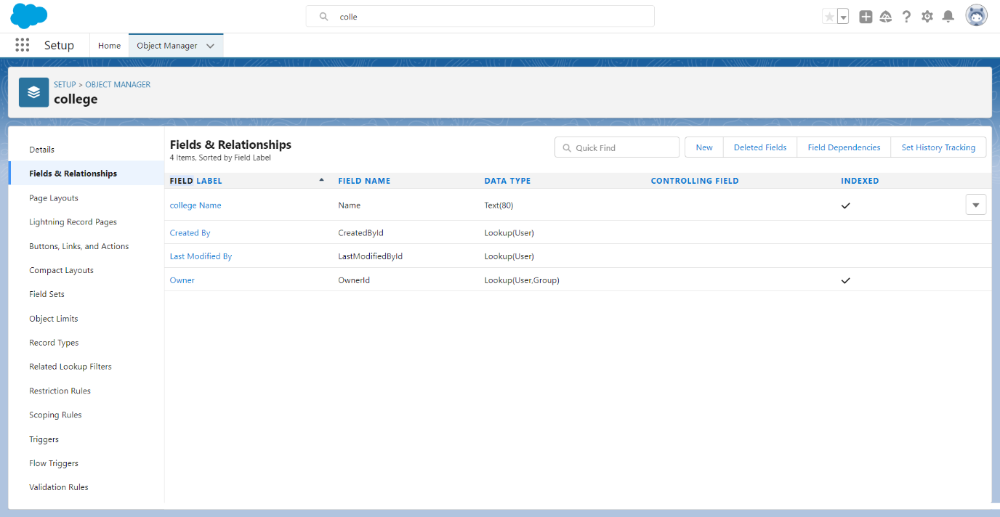 colle
Setup
Home
Object Manager
SETUP > OBJECT MANAGER
college
Details
Fields & Relationships
Page Layouts
Lightning Record Pages
Buttons, Links, and Actions
Compact Layouts
Field Sets
Object Limits
Record Types
Related Lookup Filters
Restriction Rules
Scoping Rules
Triggers
Flow Triggers
Validation Rules
Fields & Relationships
4 Items, Sorted by Field Label
Quick Find
New
Deleted Fields
Field Dependencies
Set History Tracking
FIELD LABEL FIELD NAME DATA TYPE CONTROLLING FIELD INDEXED
college Name Name Text(80)
Created By CreatedById Lookup(User)
Last Modified By LastModifiedById Lookup(User)
Owner OwnerId Lookup(User,Group)